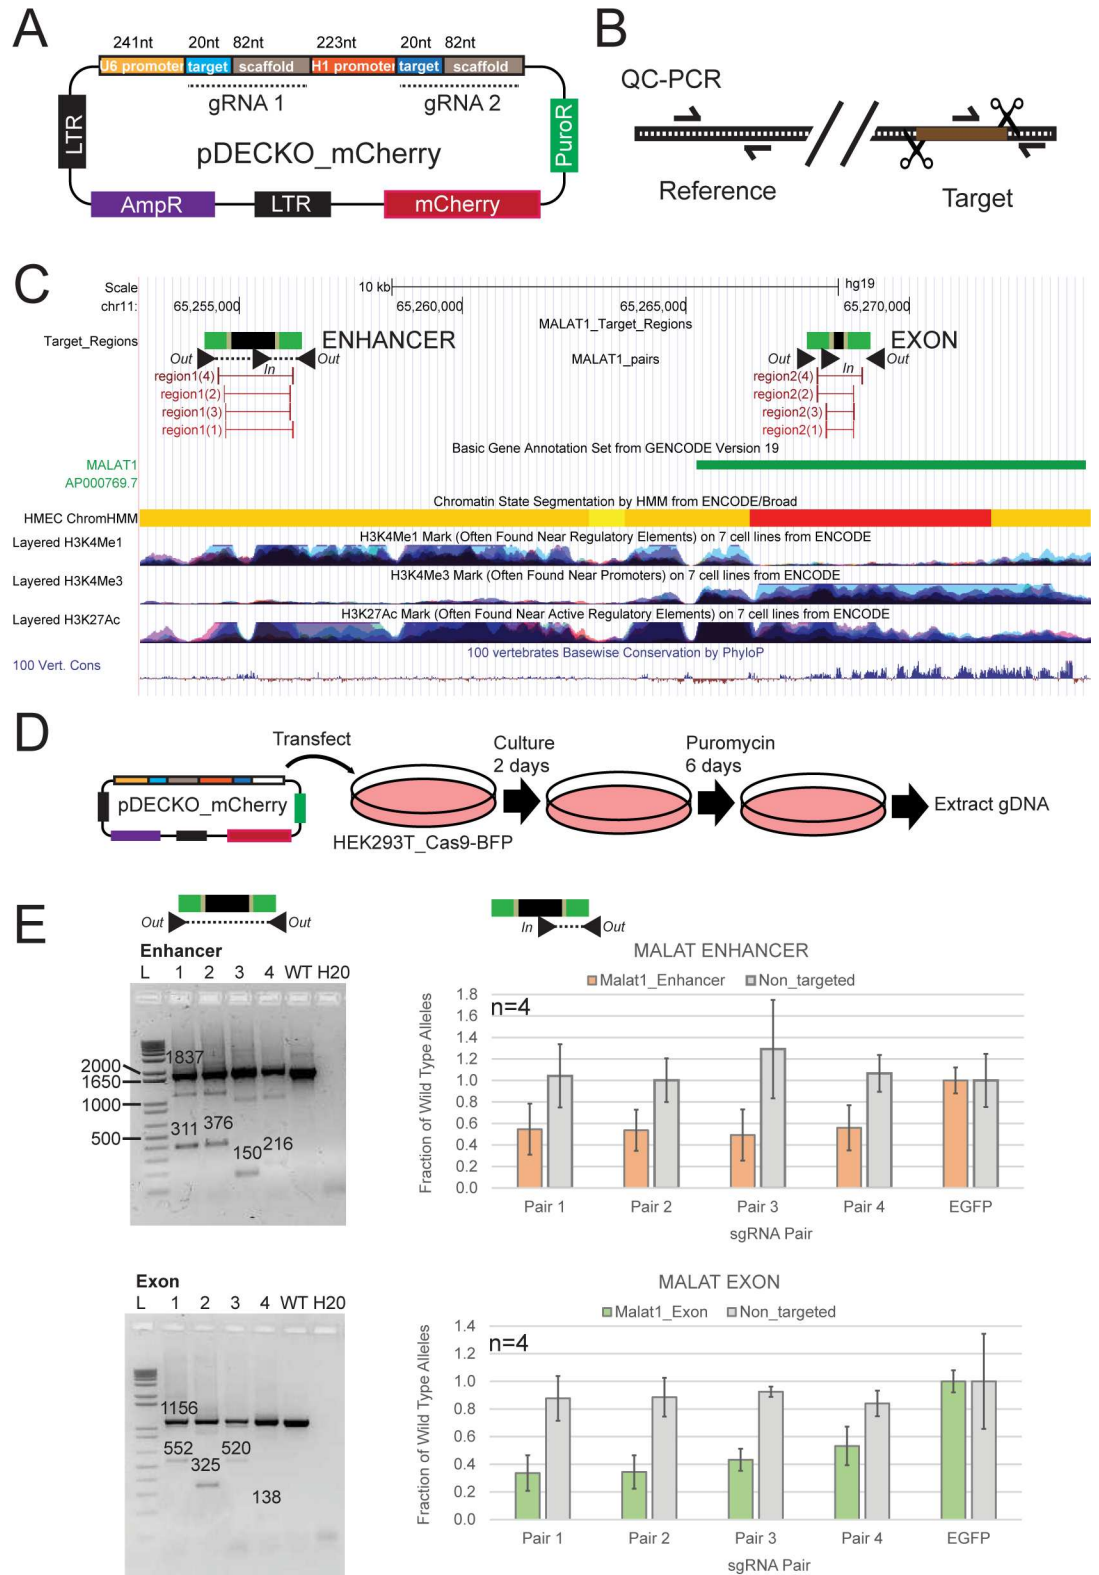 A
241nt 20nt 82nt 223nt 20nt 82nt
U6 promoter target scaffold H1 promoter target scaffold
gRNA 1 gRNA 2
LTR
pDECKO_mCherry
PuroR
AmpR LTR mCherry
B
QC-PCR
Reference Target
C
Scale 10 kb hg19
chr11: 65,255,000 65,260,000 65,265,000 65,270,000
MALAT1_Target_Regions
Target_Regions ENHANCER EXON
Out In Out MALAT1_pairs Out In Out
region1(4) region2(4)
region1(2) region2(2)
region1(3) region2(3)
region1(1) region2(1)
Basic Gene Annotation Set from GENCODE Version 19
MALAT1
AP000769.7
Chromatin State Segmentation by HMM from ENCODE/Broad
HMEC ChromHMM
H3K4Me1 Mark (Often Found Near Regulatory Elements) on 7 cell lines from ENCODE
Layered H3K4Me1
H3K4Me3 Mark (Often Found Near Promoters) on 7 cell lines from ENCODE
Layered H3K4Me3
H3K27Ac Mark (Often Found Near Active Regulatory Elements) on 7 cell lines from ENCODE
Layered H3K27Ac
100 vertebrates Basewise Conservation by PhyloP
100 Vert. Cons
D
Transfect
Culture
2 days
Puromycin
6 days
pDECKO_mCherry
HEK293T_Cas9-BFP
Extract gDNA
E
Out Out
Enhancer
L 1 2 3 4 WT H20
1837
2000
1650
1000
500
311 376 150 216
In Out
MALAT ENHANCER
Malat1_Enhancer Non_targeted
n=4
Fraction of Wild Type Alleles
1.8
1.6
1.4
1.2
1.0
0.8
0.6
0.4
0.2
0.0
Pair 1 Pair 2 Pair 3 Pair 4 EGFP
sgRNA Pair
Exon
L 1 2 3 4 WT H20
1156
552 325 520 138
MALAT EXON
Malat1_Exon Non_targeted
n=4
Fraction of Wild Type Alleles
1.4
1.2
1.0
0.8
0.6
0.4
0.2
0.0
Pair 1 Pair 2 Pair 3 Pair 4 EGFP
sgRNA Pair